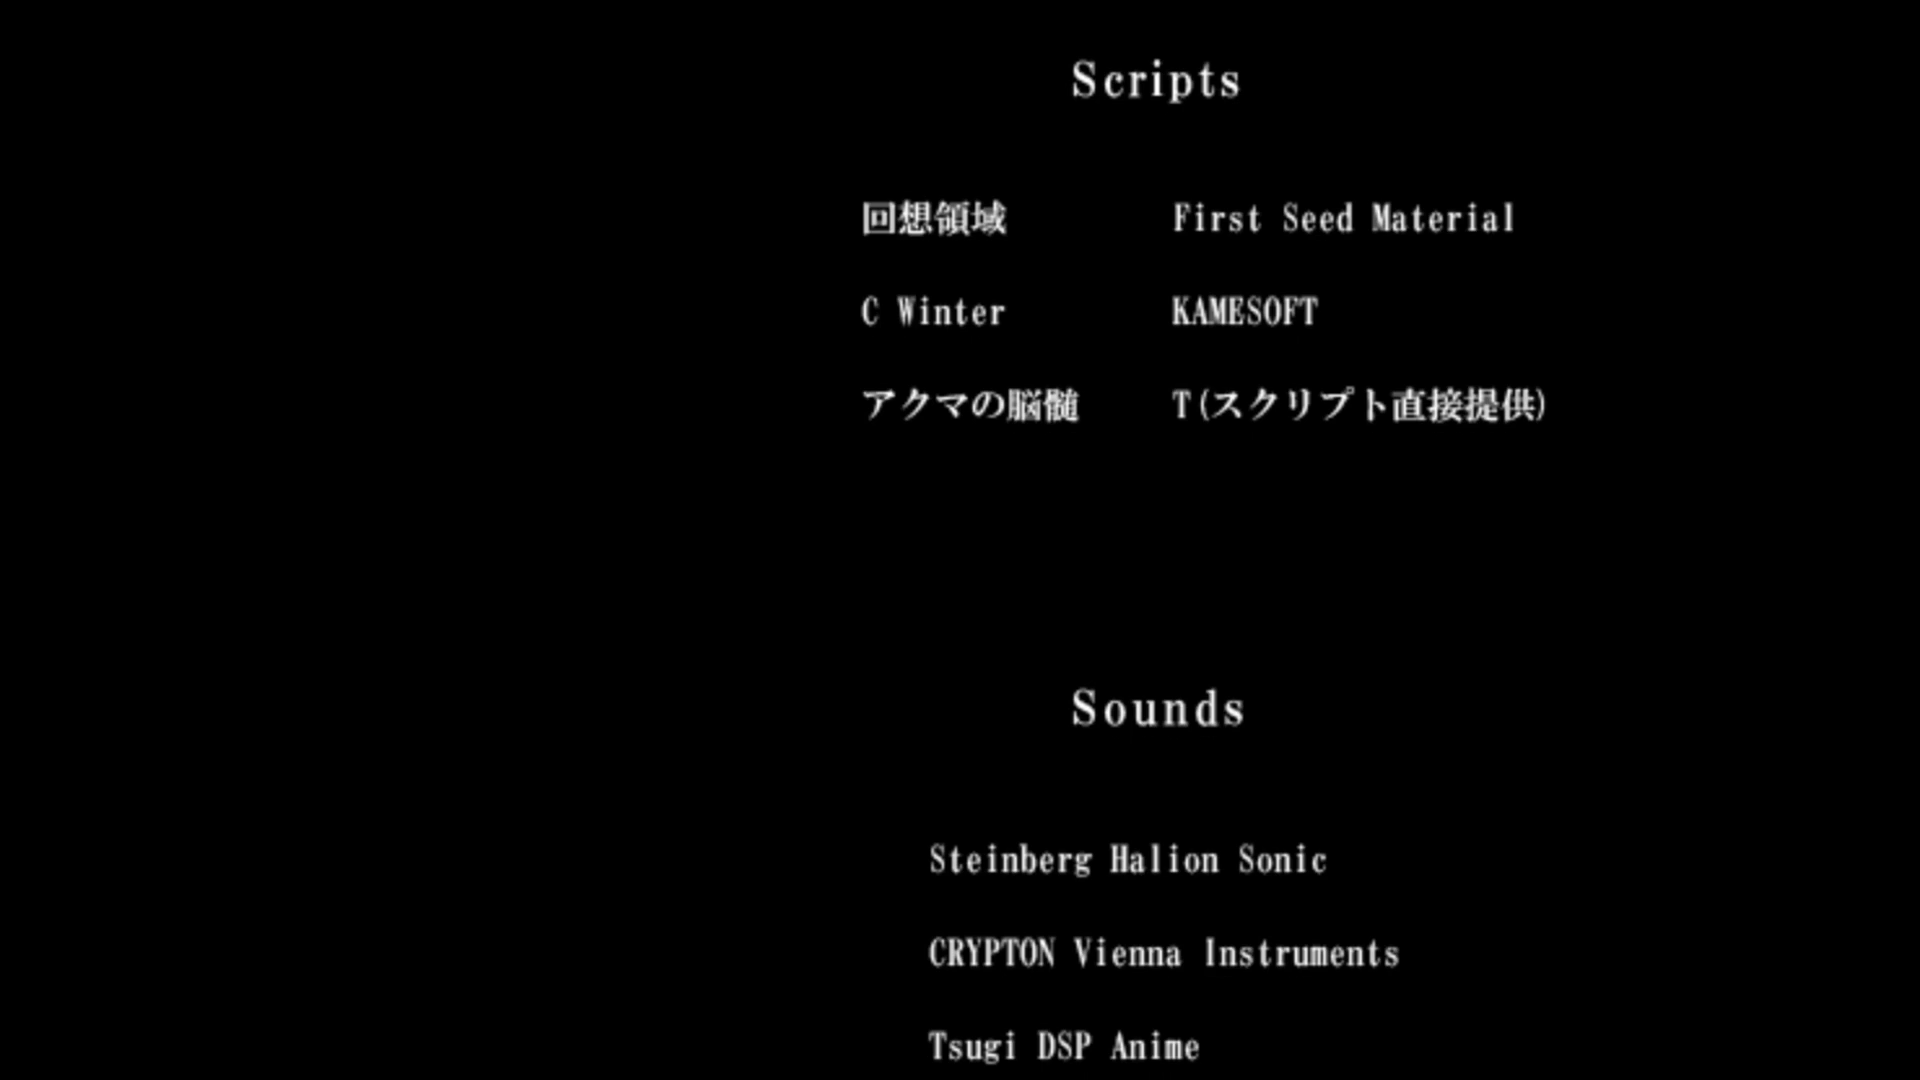 Scripts
回想領域 First Seed Material
C Winter KAMESOFT
アクマの脳髄 T(スクリプト直接提供)
Sounds
Steinberg Halion Sonic
CRYPTON Vienna Instruments
Tsugi DSP Anime